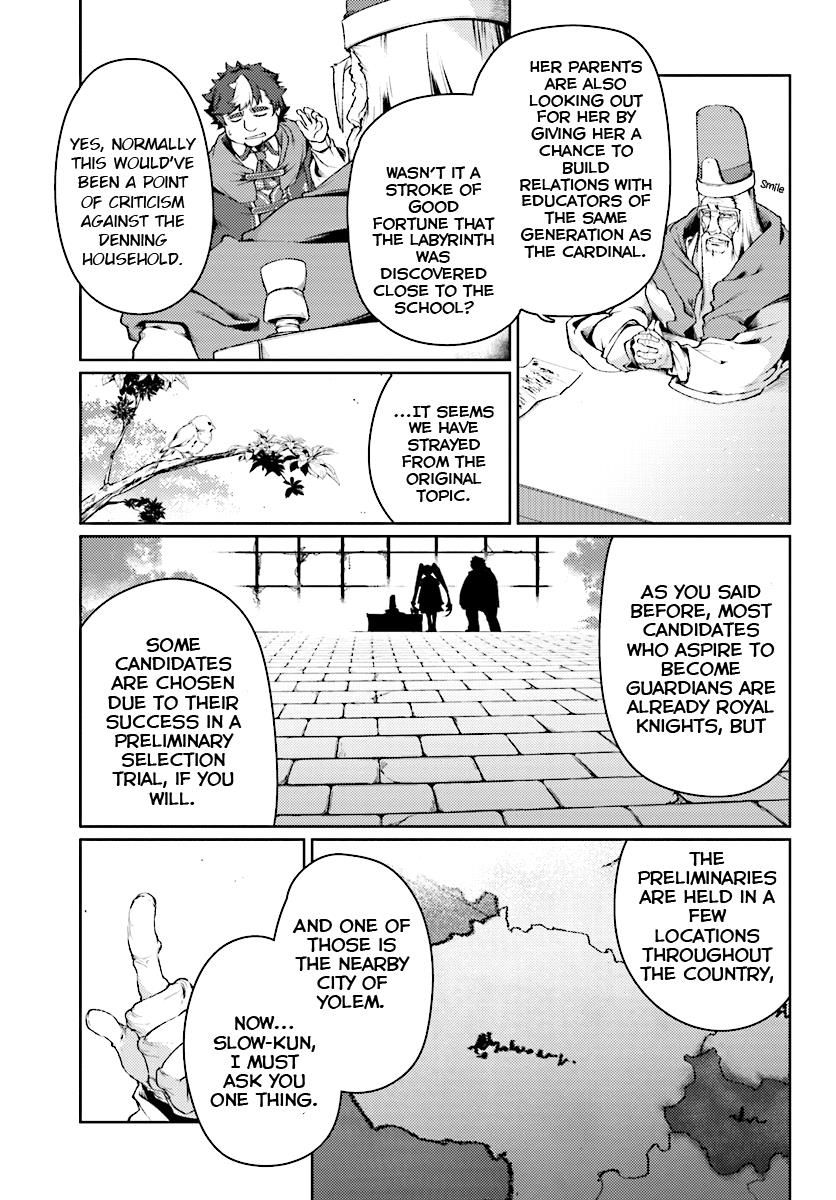 HER PARENTS
ARE ALSO
LOOKING OUT
FOR HER BY
GIVING HER A
CHANCE TO
BUILD
RELATIONS WITH
EDUCATORS OF
THE SAME
GENERATION AS
THE CARDINAL.
Smile
WASN'T IT A
STROKE OF
GOOD
FORTUNE THAT
THE LABYRINTH
WAS
DISCOVERED
CLOSE TO THE
SCHOOL?
YES, NORMALLY
THIS WOULD'VE
BEEN A POINT
OF CRITICISM
AGAINST THE
DENNING
HOUSEHOLD.
...IT SEEMS
WE HAVE
STRAYED
FROM THE
ORIGINAL
TOPIC.
AS YOU SAID
BEFORE, MOST
CANDIDATES
WHO ASPIRE TO
BECOME
GUARDIANS ARE
ALREADY ROYAL
KNIGHTS, BUT
SOME
CANDIDATES
ARE CHOSEN
DUE TO THEIR
SUCCESS IN A
PRELIMINARY
SELECTION
TRIAL, IF YOU
WILL.
THE
PRELIMINARIES
ARE HELD IN A
FEW
LOCATIONS
THROUGHOUT
THE COUNTRY,
AND ONE OF
THOSE IS
THE NEARBY
CITY OF
YOLEM.
NOW...
SLOW-KUN,
I MUST
ASK YOU
ONE THING.